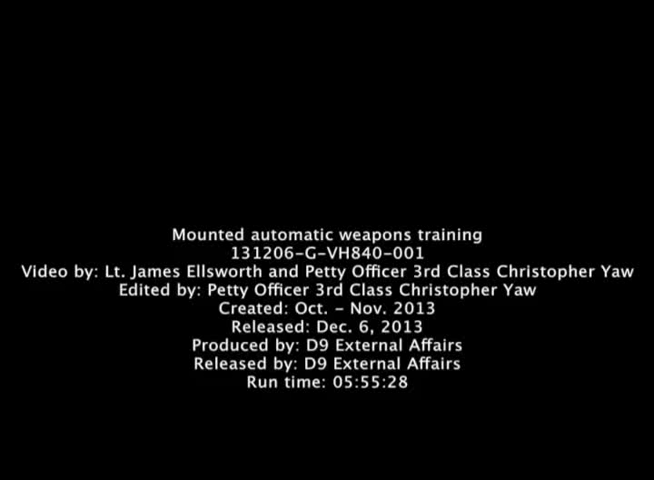 Mounted automatic weapons training
131206-G-VH840-001
Video by: Lt. James Ellsworth and Petty Officer 3rd Class Christopher Yaw
Edited by: Petty Officer 3rd Class Christopher Yaw
Created: Oct. – Nov. 2013
Released: Dec. 6, 2013
Produced by: D9 External Affairs
Released by: D9 External Affairs
Run time: 05:55:28